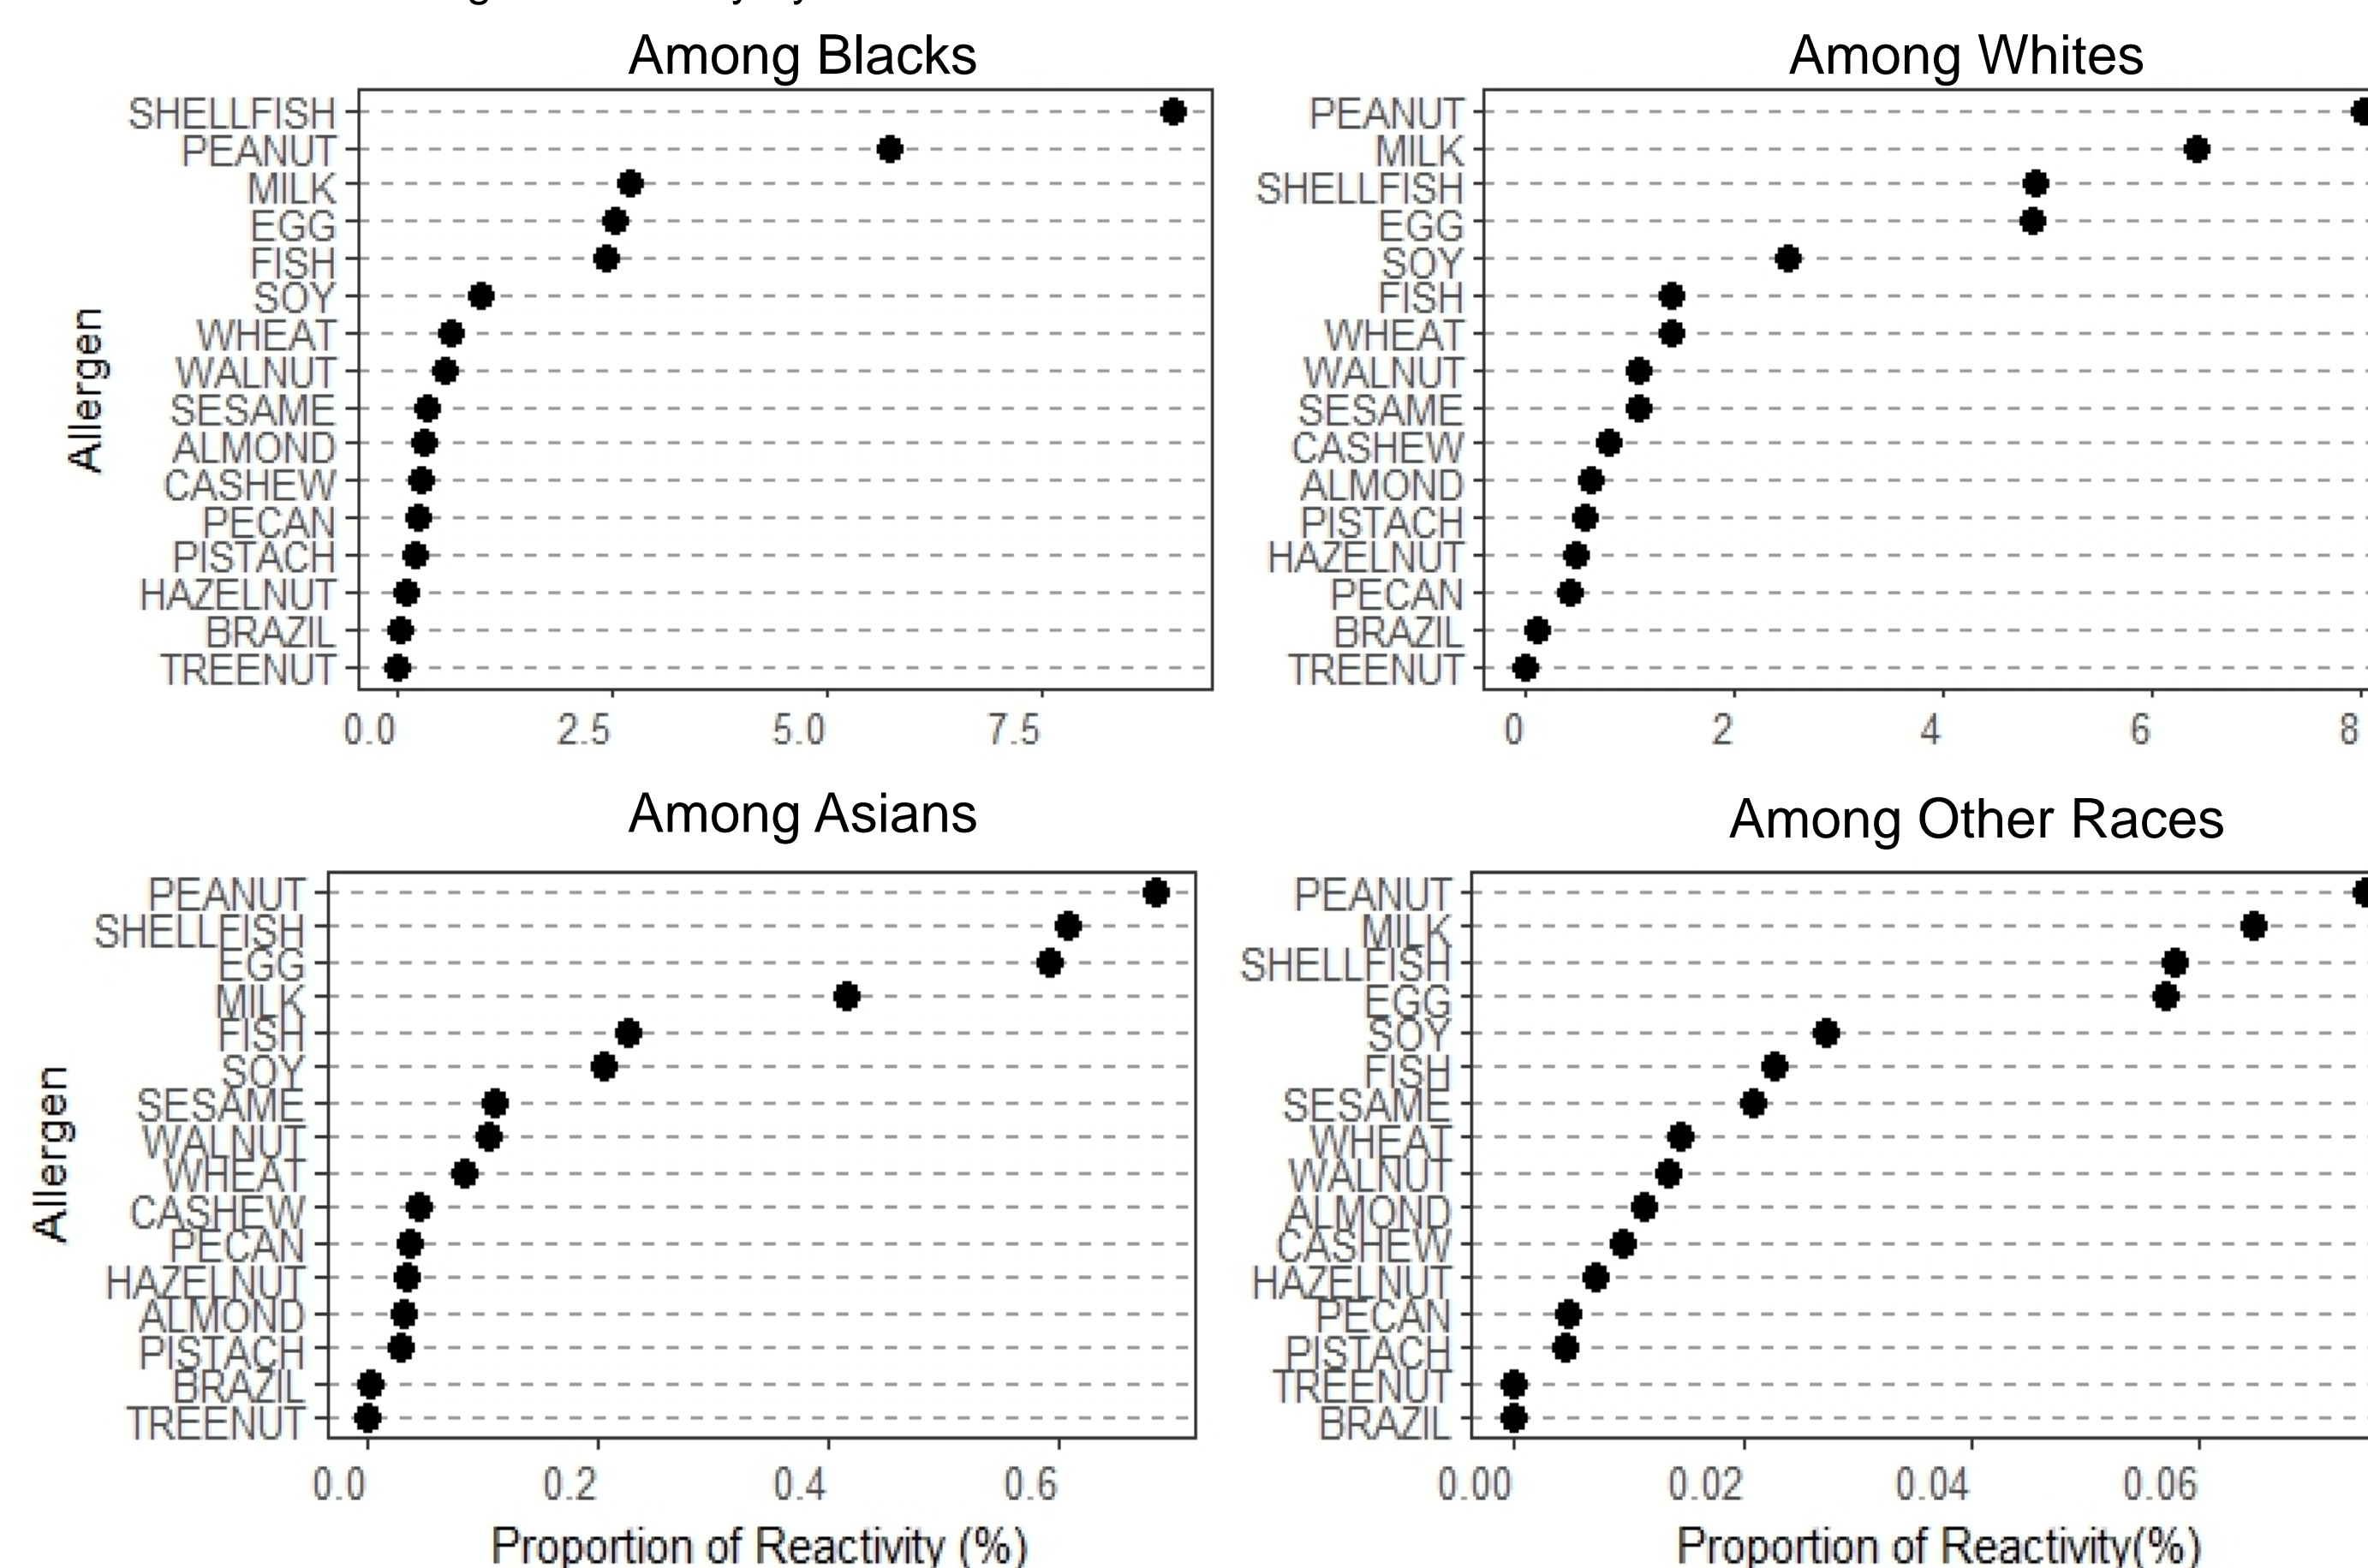 Among Blacks
SHELLFISH
PEANUT
MILK
EGG
FISH
SOY
WHEAT
WALNUT
SESAME
ALMOND
CASHEW
PECAN
PISTACH
HAZELNUT
BRAZIL
TREENUT
Allergen
0.0 2.5 5.0 7.5
Among Whites
PEANUT
MILK
SHELLFISH
EGG
SOY
FISH
WHEAT
WALNUT
SESAME
CASHEW
ALMOND
PISTACH
HAZELNUT
PECAN
BRAZIL
TREENUT
0 2 4 6 8
Among Asians
PEANUT
SHELLFISH
EGG
MILK
FISH
SOY
SESAME
WALNUT
WHEAT
CASHEW
PECAN
HAZELNUT
ALMOND
PISTACH
BRAZIL
TREENUT
Allergen
0.0 0.2 0.4 0.6
Proportion of Reactivity (%)
Among Other Races
PEANUT
MILK
SHELLFISH
EGG
SOY
FISH
SESAME
WHEAT
WALNUT
ALMOND
CASHEW
HAZELNUT
PECAN
PISTACH
TREENUT
BRAZIL
0.00 0.02 0.04 0.06
Proportion of Reactivity(%)